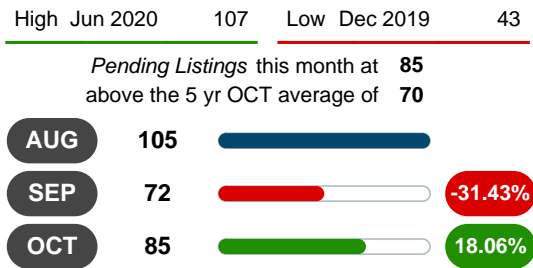 High Jun 2020 107 Low Dec 2019 43
Pending Listings this month at 85
above the 5 yr OCT average of 70
AUG 105
SEP 72 -31.43%
OCT 85 18.06%